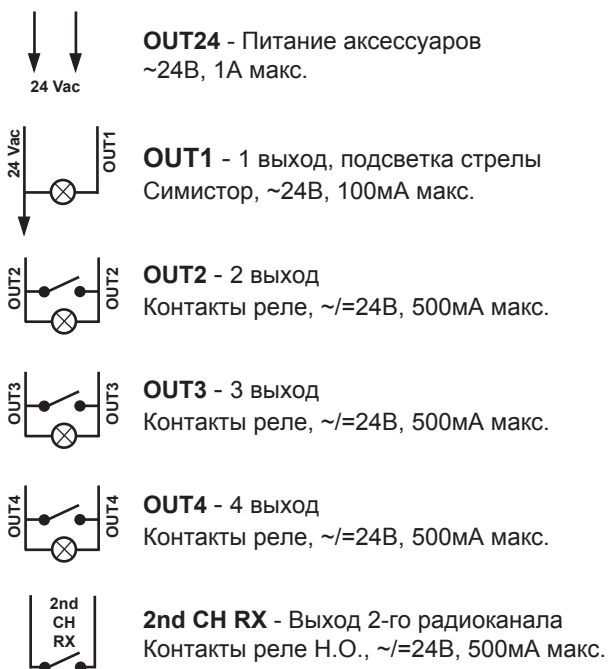 24 Vac
OUT24 - Питание аксессуаров
~24В, 1А макс.
24 Vac
OUT1
OUT1 - 1 выход, подсветка стрелы
Симистор, ~24В, 100мА макс.
OUT2
OUT2
OUT2 - 2 выход
Контакты реле, ~/=24В, 500мА макс.
OUT3
OUT3
OUT3 - 3 выход
Контакты реле, ~/=24В, 500мА макс.
OUT4
OUT4
OUT4 - 4 выход
Контакты реле, ~/=24В, 500мА макс.
2nd
CH
RX
2nd CH RX - Выход 2-го радиоканала
Контакты реле Н.О., ~/=24В, 500мА макс.